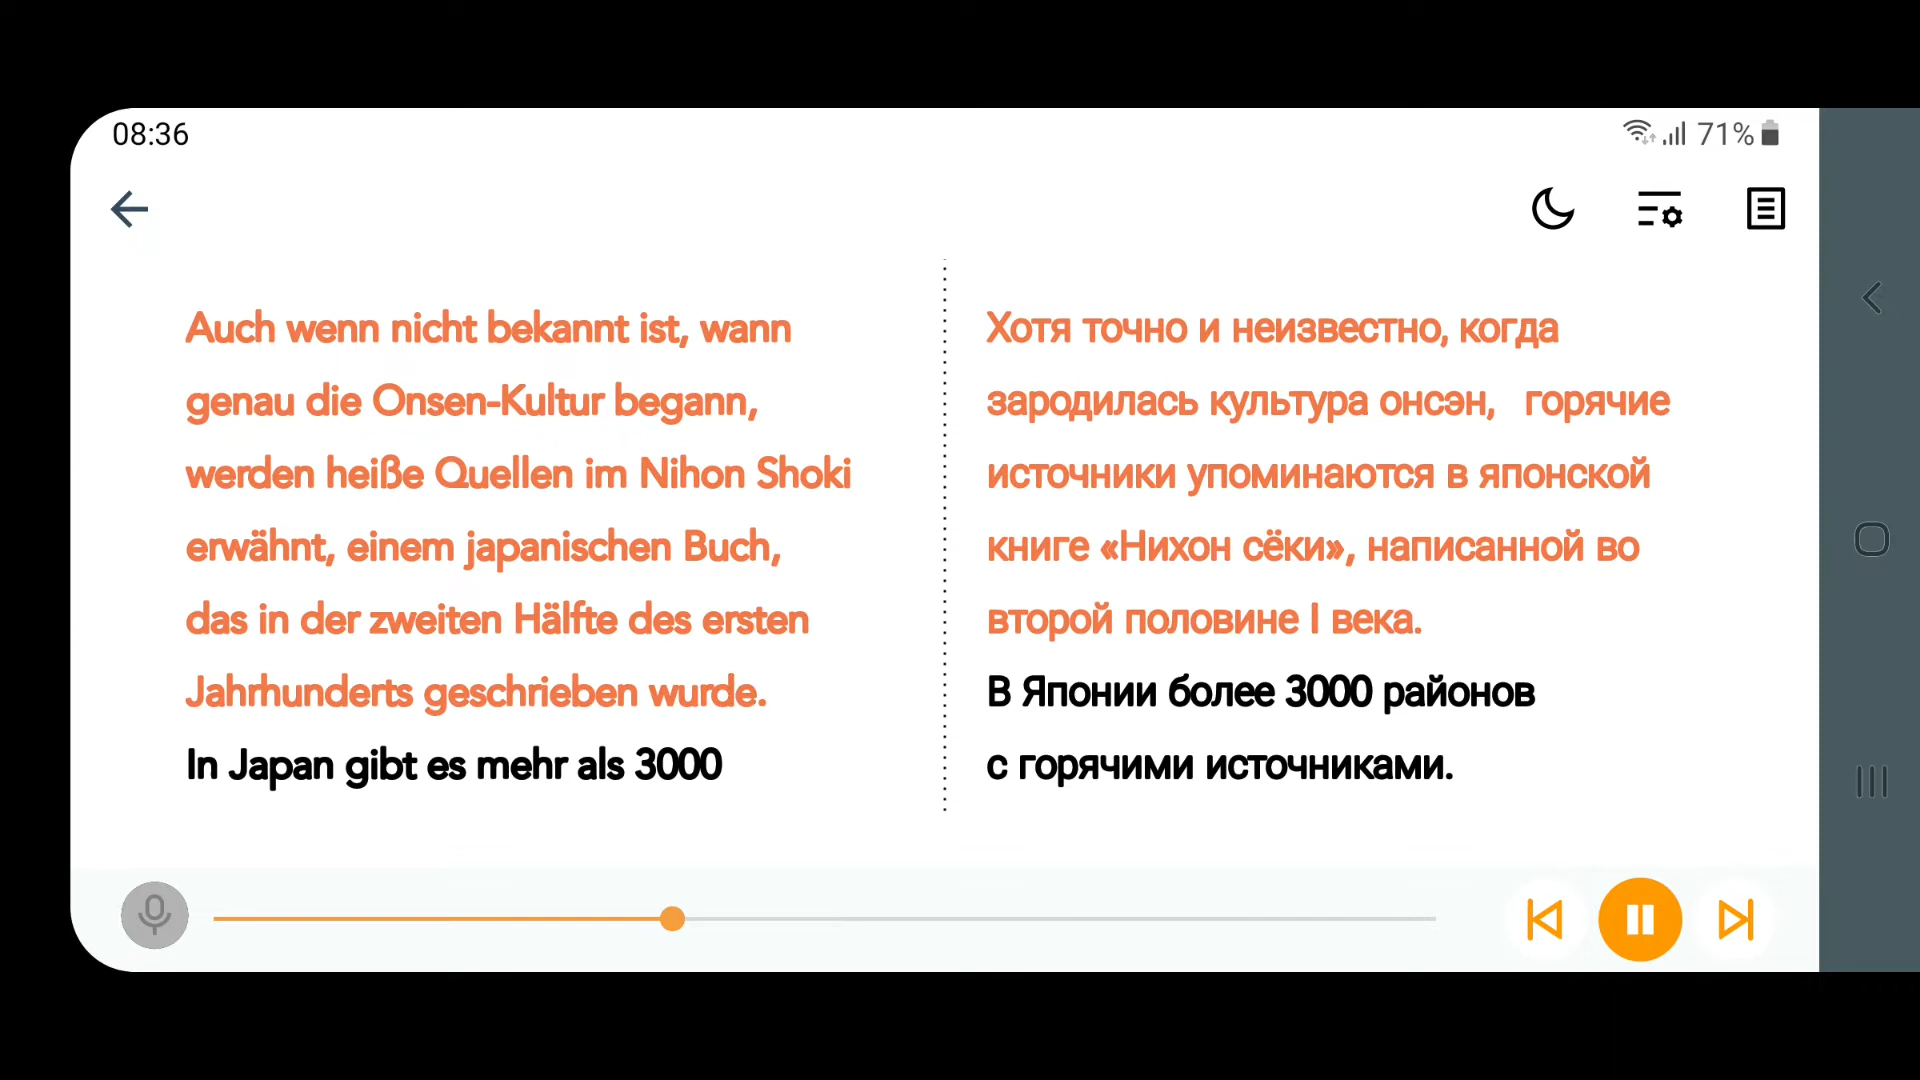 08:36
71%
Auch wenn nicht bekannt ist, wann
genau die Onsen-Kultur begann,
werden heiße Quellen im Nihon Shoki
erwähnt, einem japanischen Buch,
das in der zweiten Hälfte des ersten
Jahrhunderts geschrieben wurde.
In Japan gibt es mehr als 3000
Хотя точно и неизвестно, когда
зародилась культура онсэн, горячие
источники упоминаются в японской
книге «Нихон сёки», написанной во
второй половине I века.
В Японии более 3000 районов
с горячими источниками.